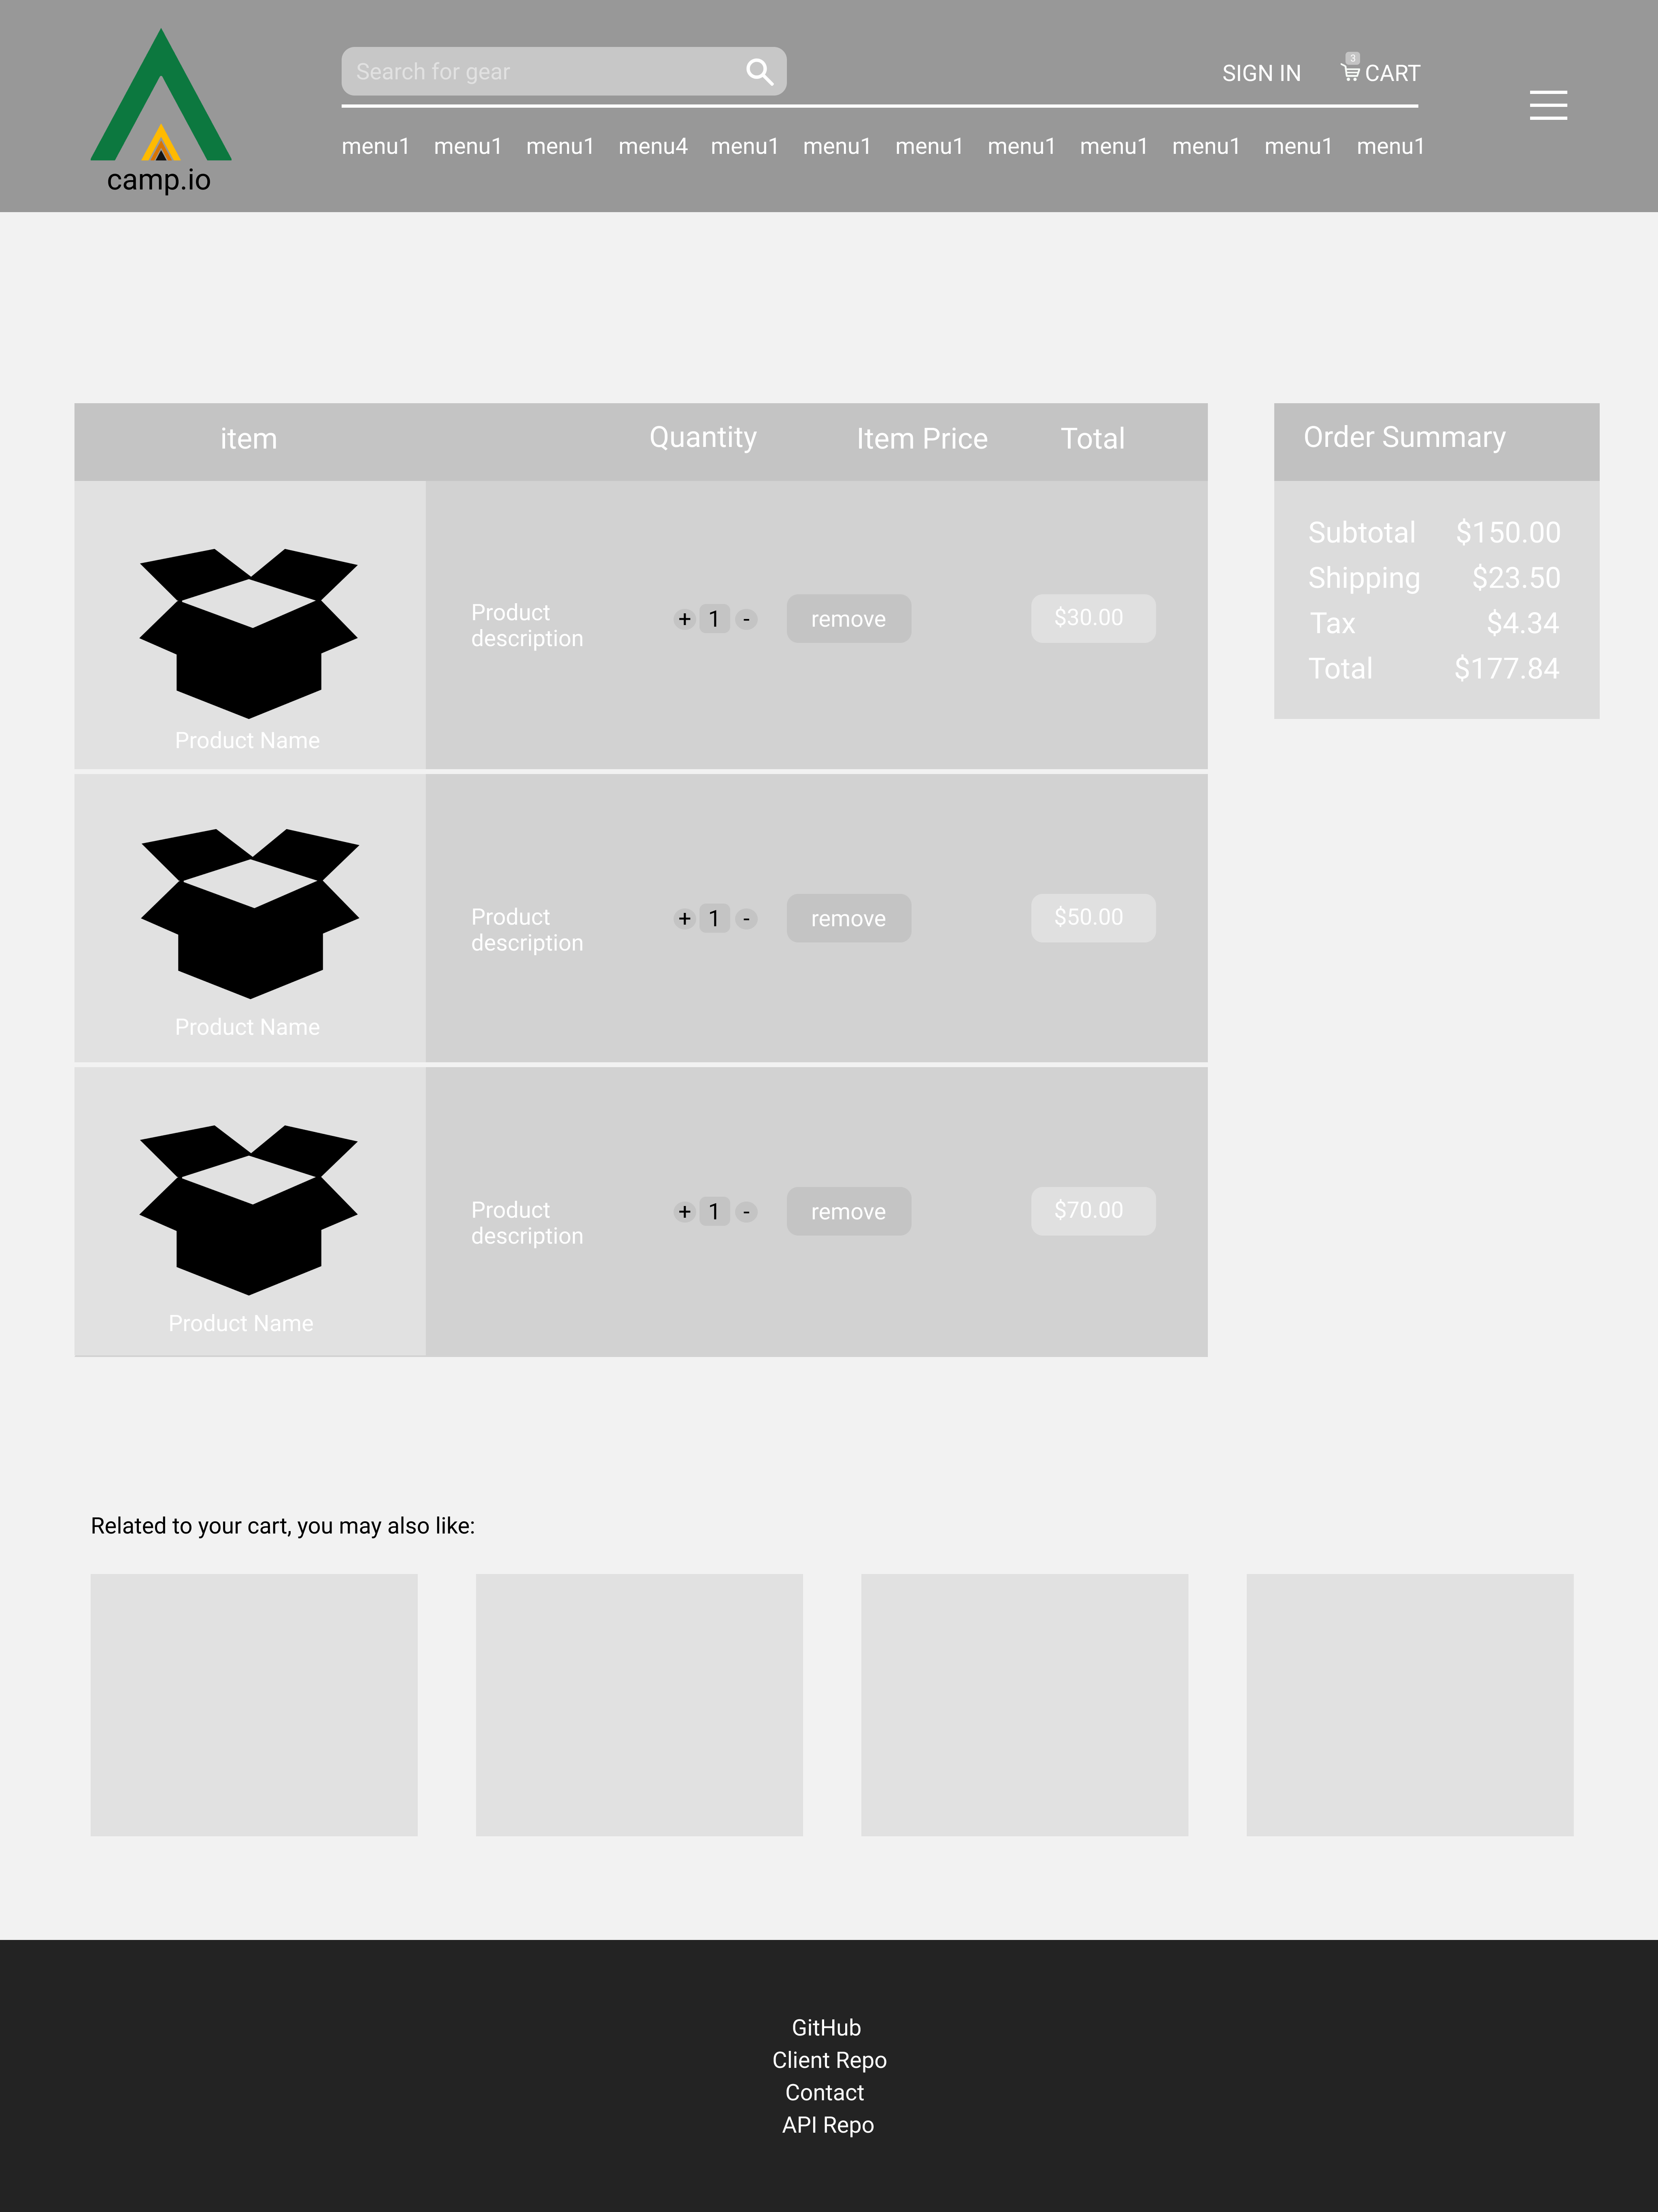 Search for gear
SIGN IN
3
CART
menu1 menu1 menu1 menu4 menu1 menu1 menu1 menu1 menu1 menu1 menu1 menu1
camp.io
item Quantity Item Price Total
Product
description
+ 1 - remove $30.00
Product Name
Product
description
+ 1 - remove $50.00
Product Name
Product
description
+ 1 - remove $70.00
Product Name
Order Summary
Subtotal $150.00
Shipping $23.50
Tax $4.34
Total $177.84
Related to your cart, you may also like:
GitHub
Client Repo
Contact
API Repo